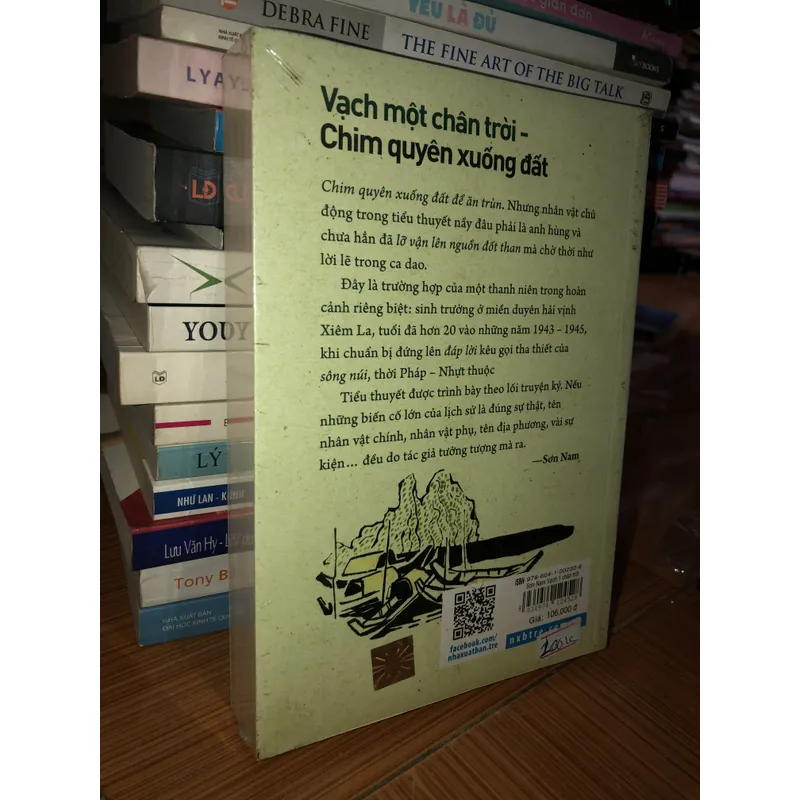 YÊU LÀ ĐỦ
DEBRA FINE
THE FINE ART OF THE BIG TALK
LÝ
NHƯ LAN - K
Lưu Văn Hy - L
Tony B
NHÀ XUẤT BẢN
Vạch một chân trời -
Chim quyên xuống đất
Chim quyên xuống đất để ăn trùn. Nhưng nhân vật chủ
động trong tiểu thuyết nầy đâu phải là anh hùng và
chưa hẳn đã lỡ vận lên nguồn đốt than mà chờ thời như
lời lẽ trong ca dao.
Đây là trường hợp của một thanh niên trong hoàn
cảnh riêng biệt: sinh trưởng ở miền duyên hải vịnh
Xiêm La, tuổi đã hơn 20 vào những năm 1943 – 1945,
khi chuẩn bị đứng lên đáp lời kêu gọi tha thiết của
sông núi, thời Pháp – Nhựt thuộc
Tiểu thuyết được trình bày theo lối truyện ký. Nếu
những biến cố lớn của lịch sử là đúng sự thật, tên
nhân vật chính, nhân vật phụ, tên địa phương, vài sự
kiện... đều do tác giả tưởng tượng mà ra.
—Sơn Nam
facebook.com/
nhaxuatban.tre
Giá: 106,000 đ